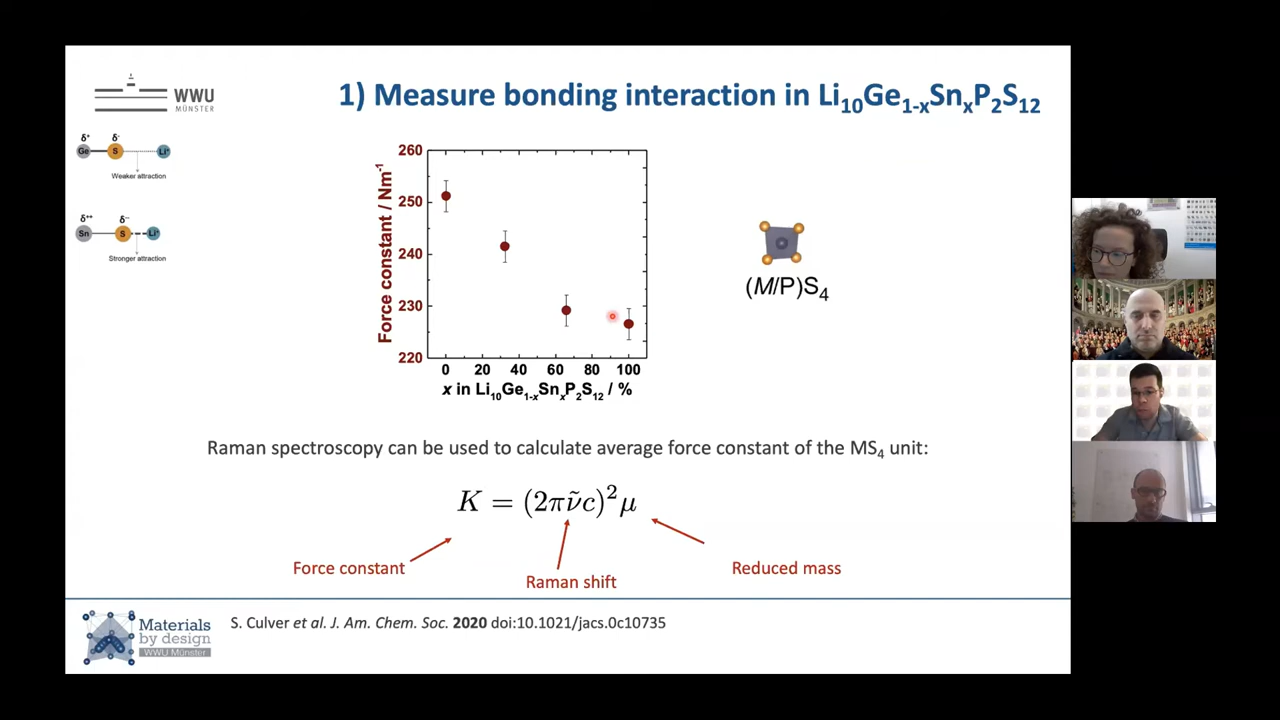 WWU
MÜNSTER
1) Measure bonding interaction in Li10Ge1-xSnxP2S12
δ+ δ-
Ge S Li+
Weaker attraction
δ++ δ--
Sn S Li+
Stronger attraction
Force constant / Nm-1
260
250
240
230
220
0 20 40 60 80 100
x in Li10Ge1-xSnxP2S12 / %
(M/P)S4
Raman spectroscopy can be used to calculate average force constant of the MS4 unit:
K = (2πν̃c)²μ
Force constant
Raman shift
Reduced mass
Materials
by design
WWU Münster
S. Culver et al. J. Am. Chem. Soc. 2020 doi:10.1021/jacs.0c10735